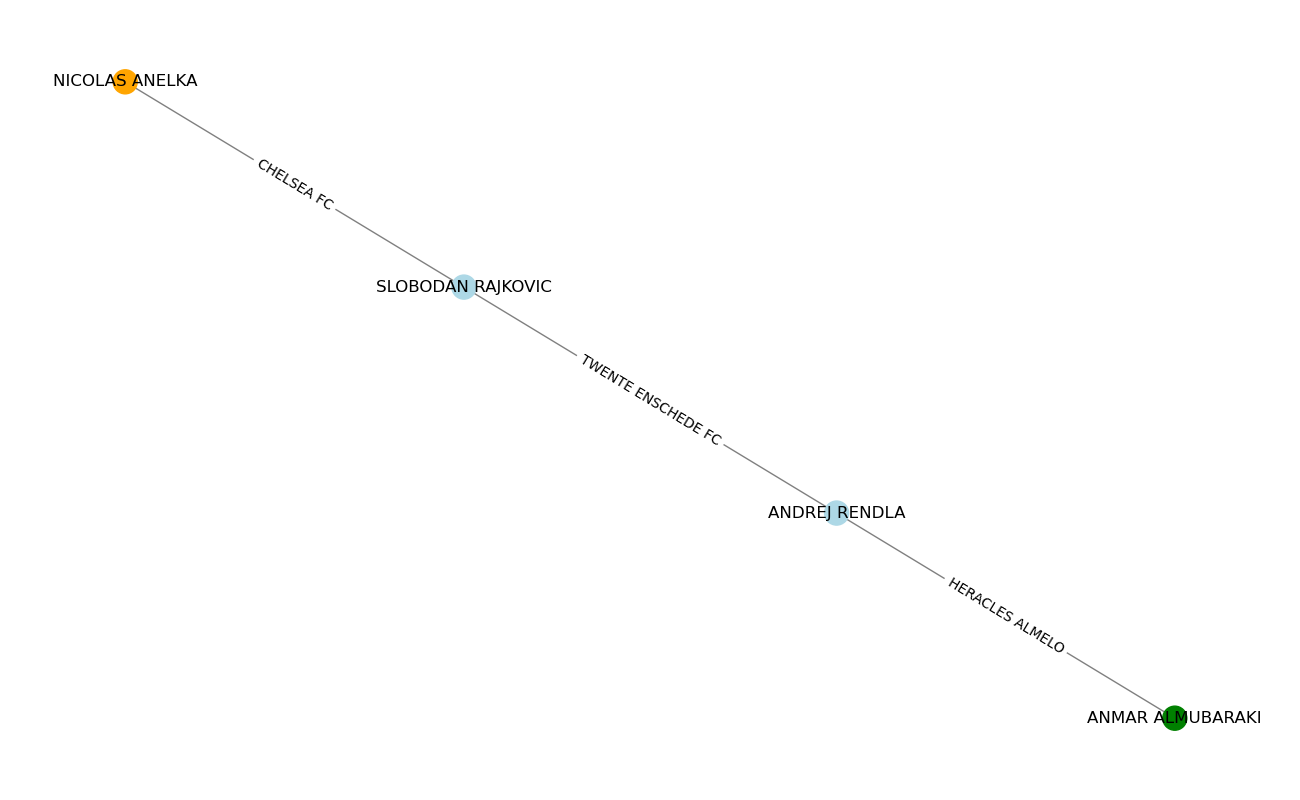 NICOLAS ANELKA
CHELSEA FC
SLOBODAN RAJKOVIC
TWENTE ENSCHEDE FC
ANDREJ RENDLA
HERACLES ALMELO
ANMAR ALMUBARAKI